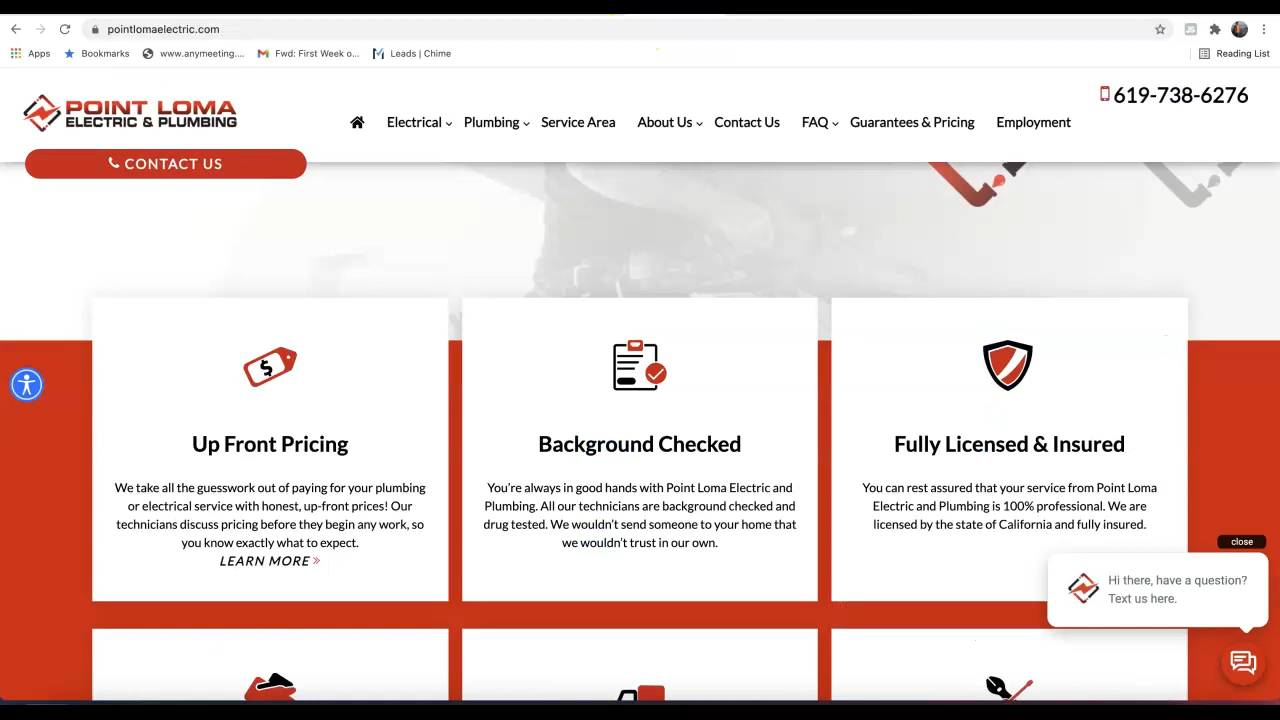 pointlomaelectric.com
Apps Bookmarks www.anymeeting.... Fwd: First Week o... Leads | Chime Reading List
POINT LOMA
ELECTRIC & PLUMBING
619-738-6276
Electrical Plumbing Service Area About Us Contact Us FAQ Guarantees & Pricing Employment
CONTACT US
Up Front Pricing
We take all the guesswork out of paying for your plumbing
or electrical service with honest, up-front prices! Our
technicians discuss pricing before they begin any work, so
you know exactly what to expect.
LEARN MORE »
Background Checked
You're always in good hands with Point Loma Electric and
Plumbing. All our technicians are background checked and
drug tested. We wouldn't send someone to your home that
we wouldn't trust in our own.
Fully Licensed & Insured
You can rest assured that your service from Point Loma
Electric and Plumbing is 100% professional. We are
licensed by the state of California and fully insured.
close
Hi there, have a question?
Text us here.